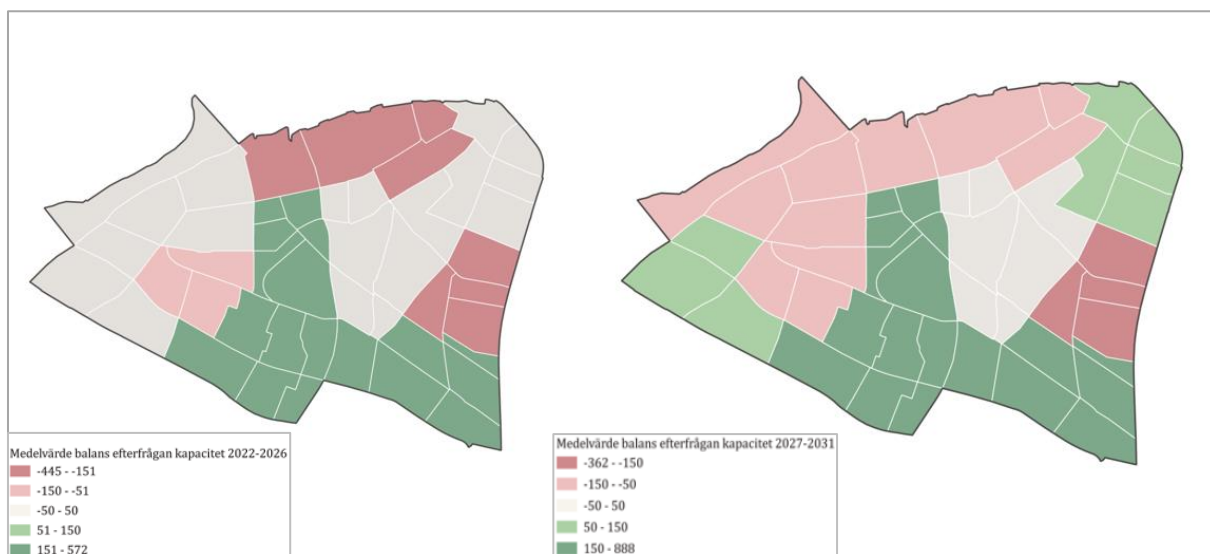 Medelvärde balans efterfrågan kapacitet 2022-2026
-445 - -151
-150 - -51
-50 - 50
51 - 150
151 - 572
Medelvärde balans efterfrågan kapacitet 2027-2031
-362 - -150
-150 - -50
-50 - 50
50 - 150
150 - 888